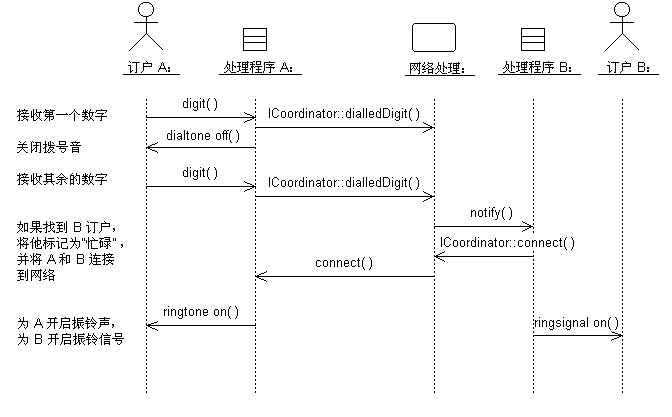 订户 A:
处理程序 A:
网络处理:
处理程序 B:
订户 B:
接收第一个数字
digit( )
ICoordinator::dialledDigit( )
关闭拨号音
dialtone off( )
接收其余的数字
digit( )
ICoordinator::dialledDigit( )
notify( )
如果找到 B 订户，
将他标记为"忙碌"，
并将 A 和 B 连接
到网络
ICoordinator::connect( )
connect( )
为 A 开启振铃声，
为 B 开启振铃信号
ringtone on( )
ringsignal on( )